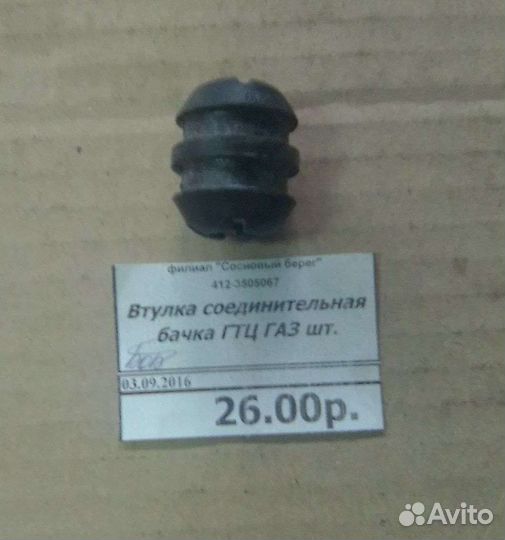 филиал "Сосновый берег"
412-3505067
Втулка соединительная
бачка ГТЦ ГАЗ шт.
03.09.2016
26.00р.
Avito